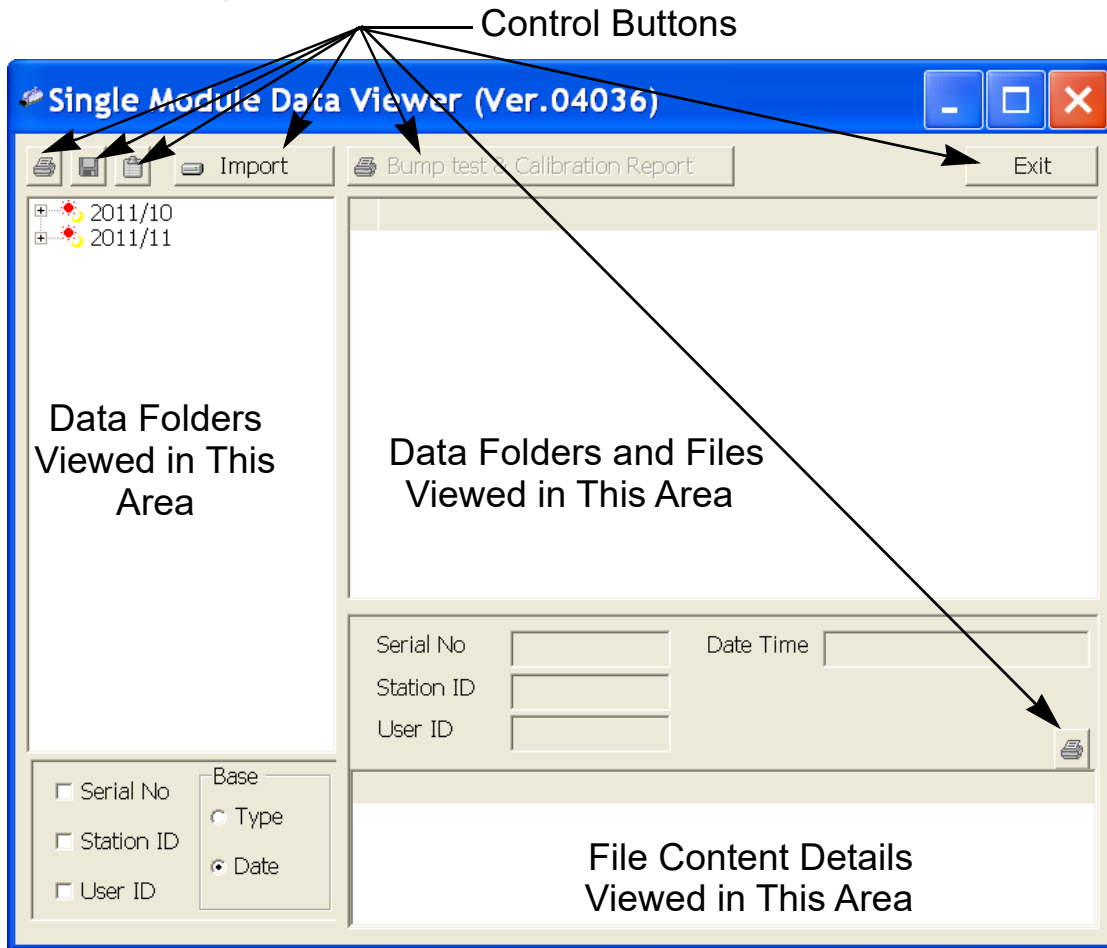 Control Buttons
Single Module Data Viewer (Ver.04036)
Import
Bump test & Calibration Report
Exit
2011/10
2011/11
Data Folders
Viewed in This
Area
Data Folders and Files
Viewed in This Area
Serial No
Date Time
Station ID
User ID
Serial No
Station ID
User ID
Base
Type
Date
File Content Details
Viewed in This Area